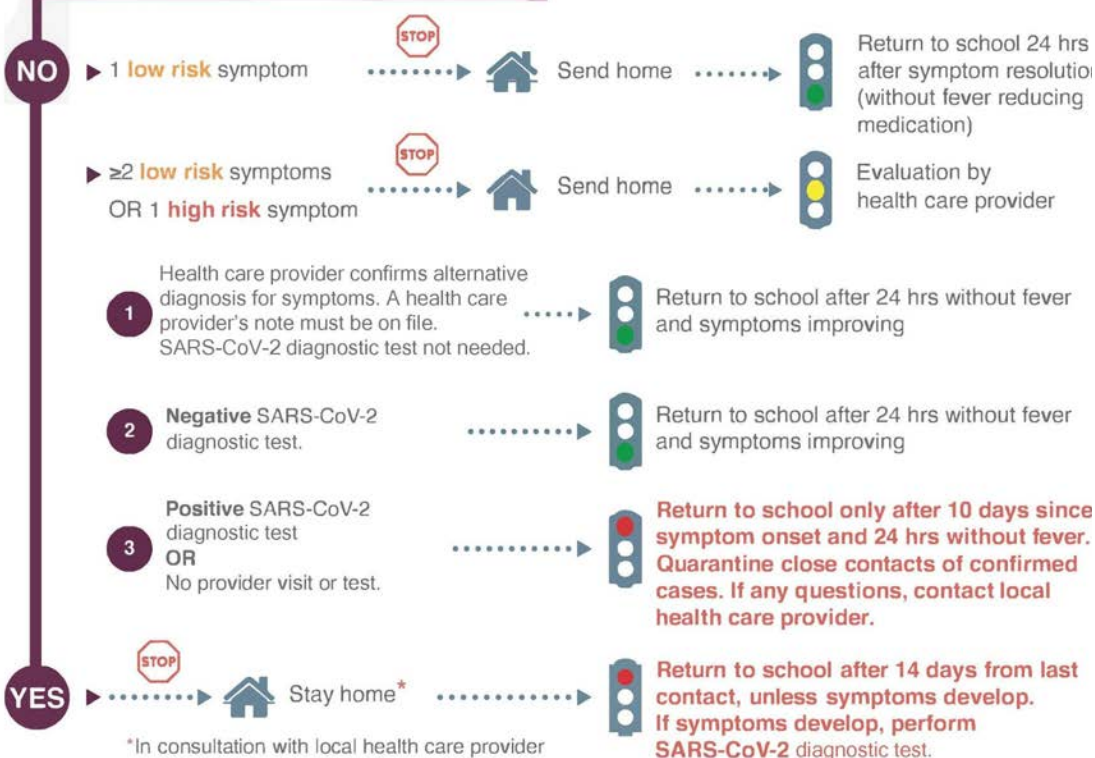 NO
1 low risk symptom
STOP
Send home
Return to school 24 hrs
after symptom resolution
(without fever reducing
medication)
≥2 low risk symptoms
OR 1 high risk symptom
STOP
Send home
Evaluation by
health care provider
1
Health care provider confirms alternative
diagnosis for symptoms. A health care
provider's note must be on file.
SARS-CoV-2 diagnostic test not needed.
Return to school after 24 hrs without fever
and symptoms improving
2
Negative SARS-CoV-2
diagnostic test.
Return to school after 24 hrs without fever
and symptoms improving
3
Positive SARS-CoV-2
diagnostic test
OR
No provider visit or test.
Return to school only after 10 days since
symptom onset and 24 hrs without fever.
Quarantine close contacts of confirmed
cases. If any questions, contact local
health care provider.
YES
STOP
Stay home*
Return to school after 14 days from last
contact, unless symptoms develop.
If symptoms develop, perform
SARS-CoV-2 diagnostic test.
*In consultation with local health care provider